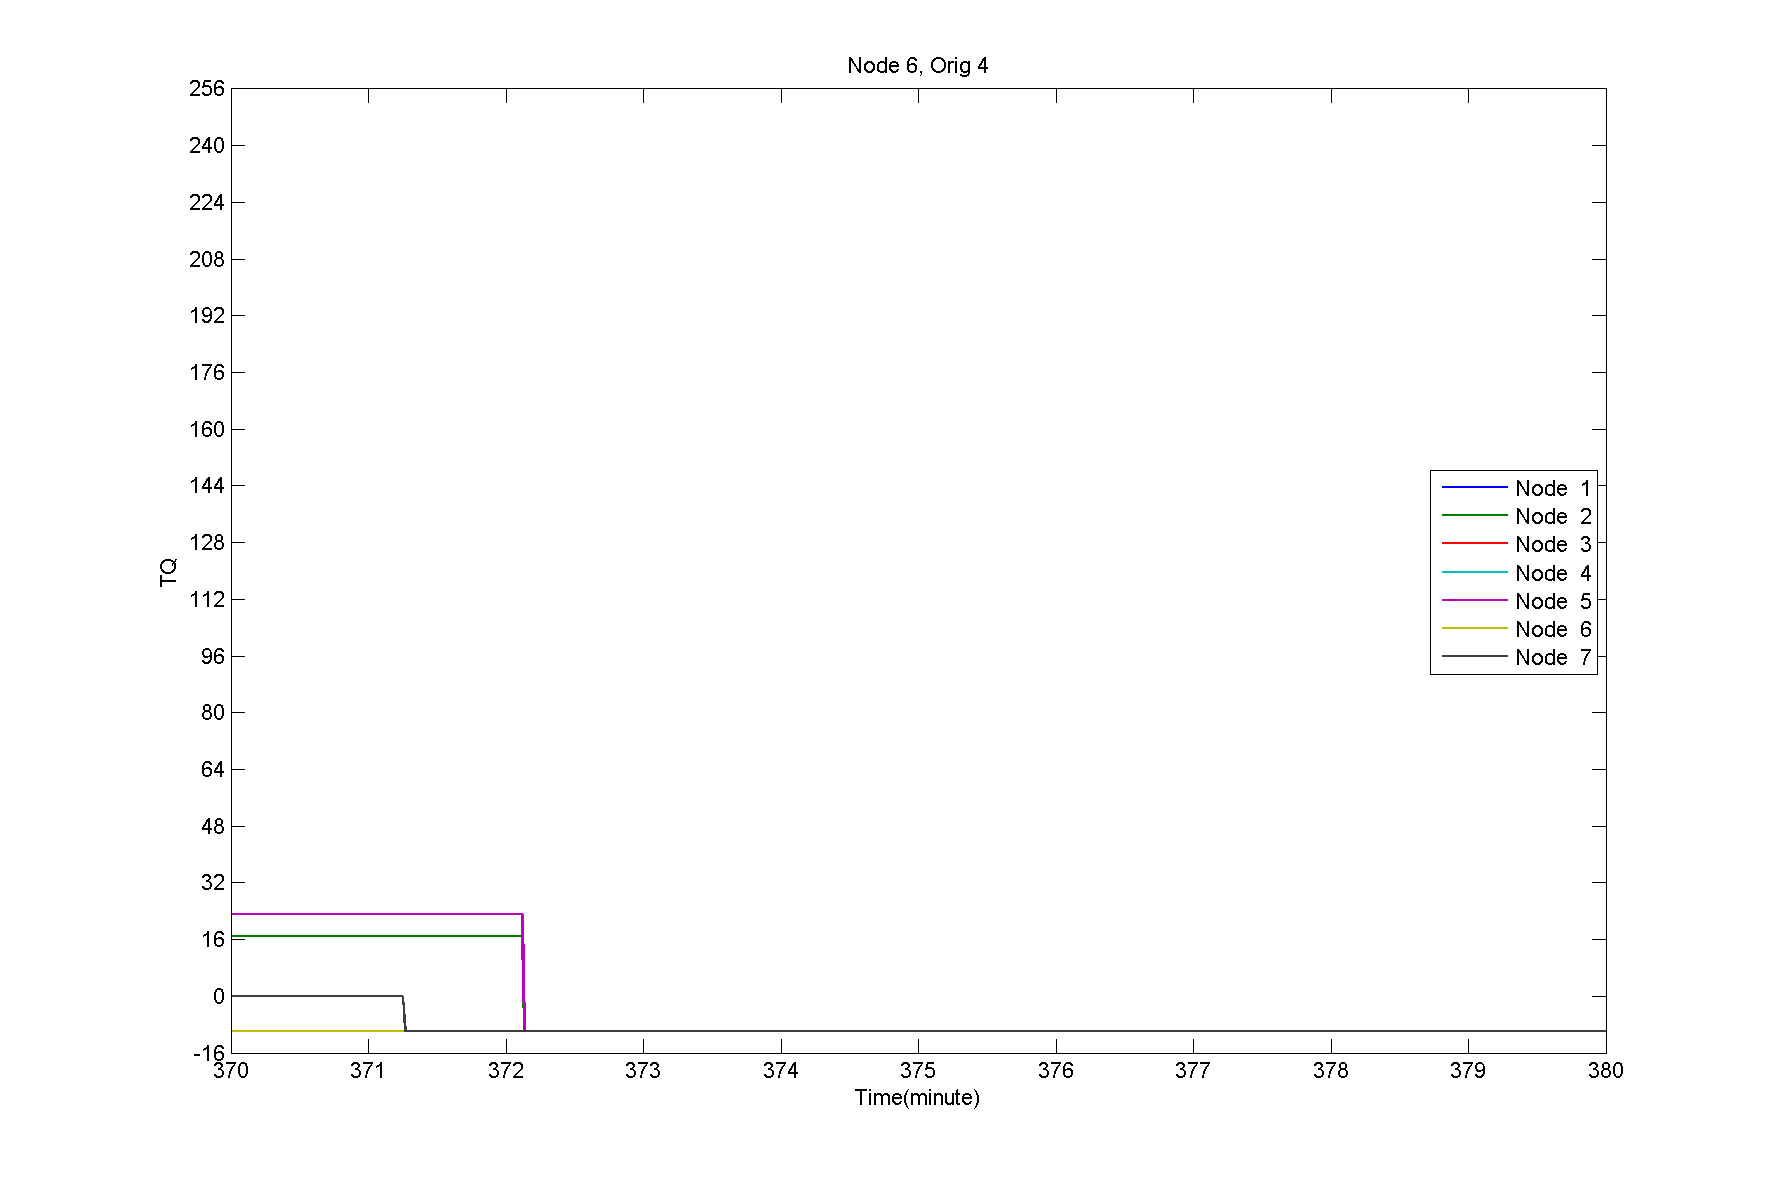 Node 6, Orig 4
256
240
224
208
192
176
160
144
128
112
96
80
64
48
32
16
0
-16
TQ
Node 1
Node 2
Node 3
Node 4
Node 5
Node 6
Node 7
370 371 372 373 374 375 376 377 378 379 380
Time(minute)